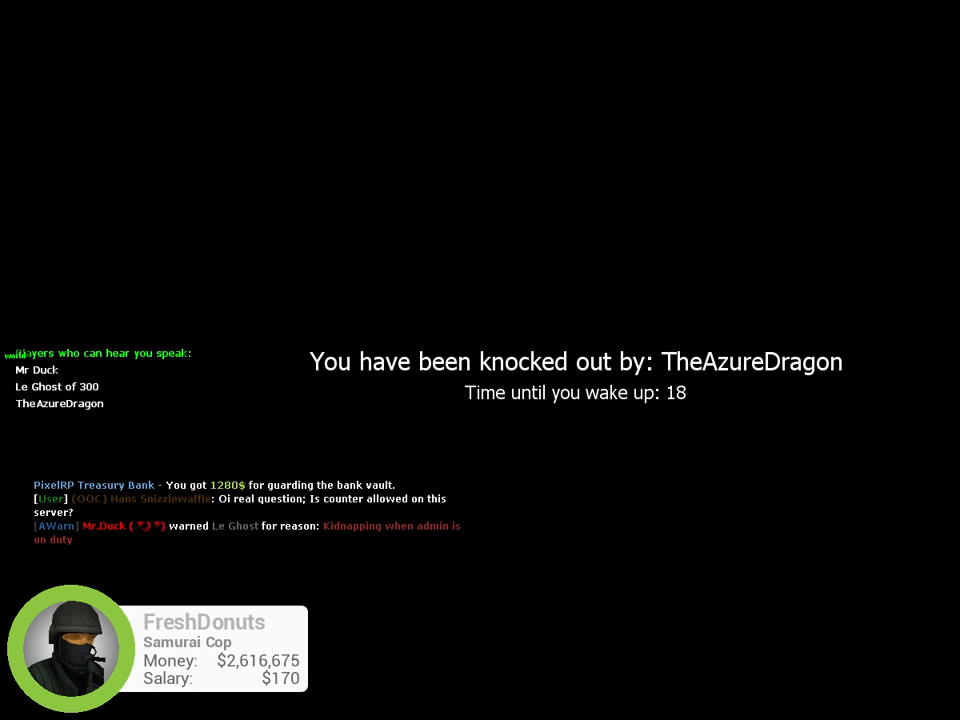 Players who can hear you speak:
Mr Duck
Le Ghost of 300
TheAzureDragon
You have been knocked out by: TheAzureDragon
Time until you wake up: 18
PixelRP Treasury Bank - You got 1280$ for guarding the bank vault.
[User] (OOC) Hans Snizzlewaffle: Oi real question; Is counter allowed on this
server?
[AWarn] Mr.Duck ( ) warned Le Ghost for reason: Kidnapping when admin is
on duty
FreshDonuts
Samurai Cop
Money: $2,616,675
Salary: $170